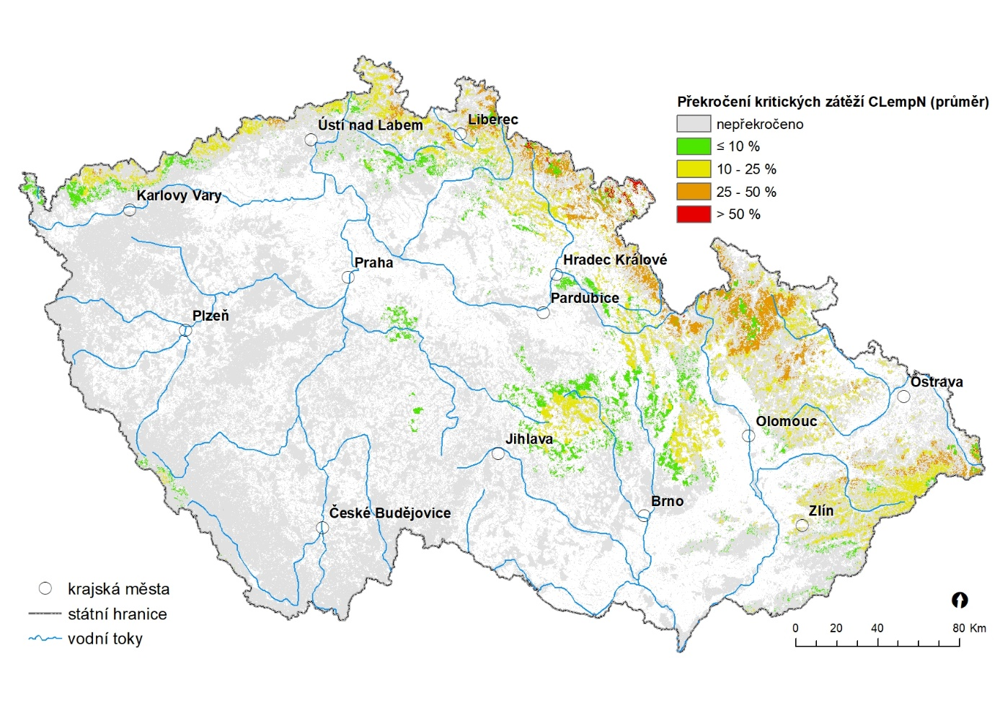 Překročení kritických zátěží CLempN (průměr)
nepřekročeno
≤ 10 %
10 - 25 %
25 - 50 %
> 50 %
Liberec
Ústí nad Labem
Karlovy Vary
Praha
Hradec Králové
Pardubice
Plzeň
Ostrava
Olomouc
Jihlava
Brno
Zlín
České Budějovice
krajská města
státní hranice
vodní toky
0 20 40 80 Km